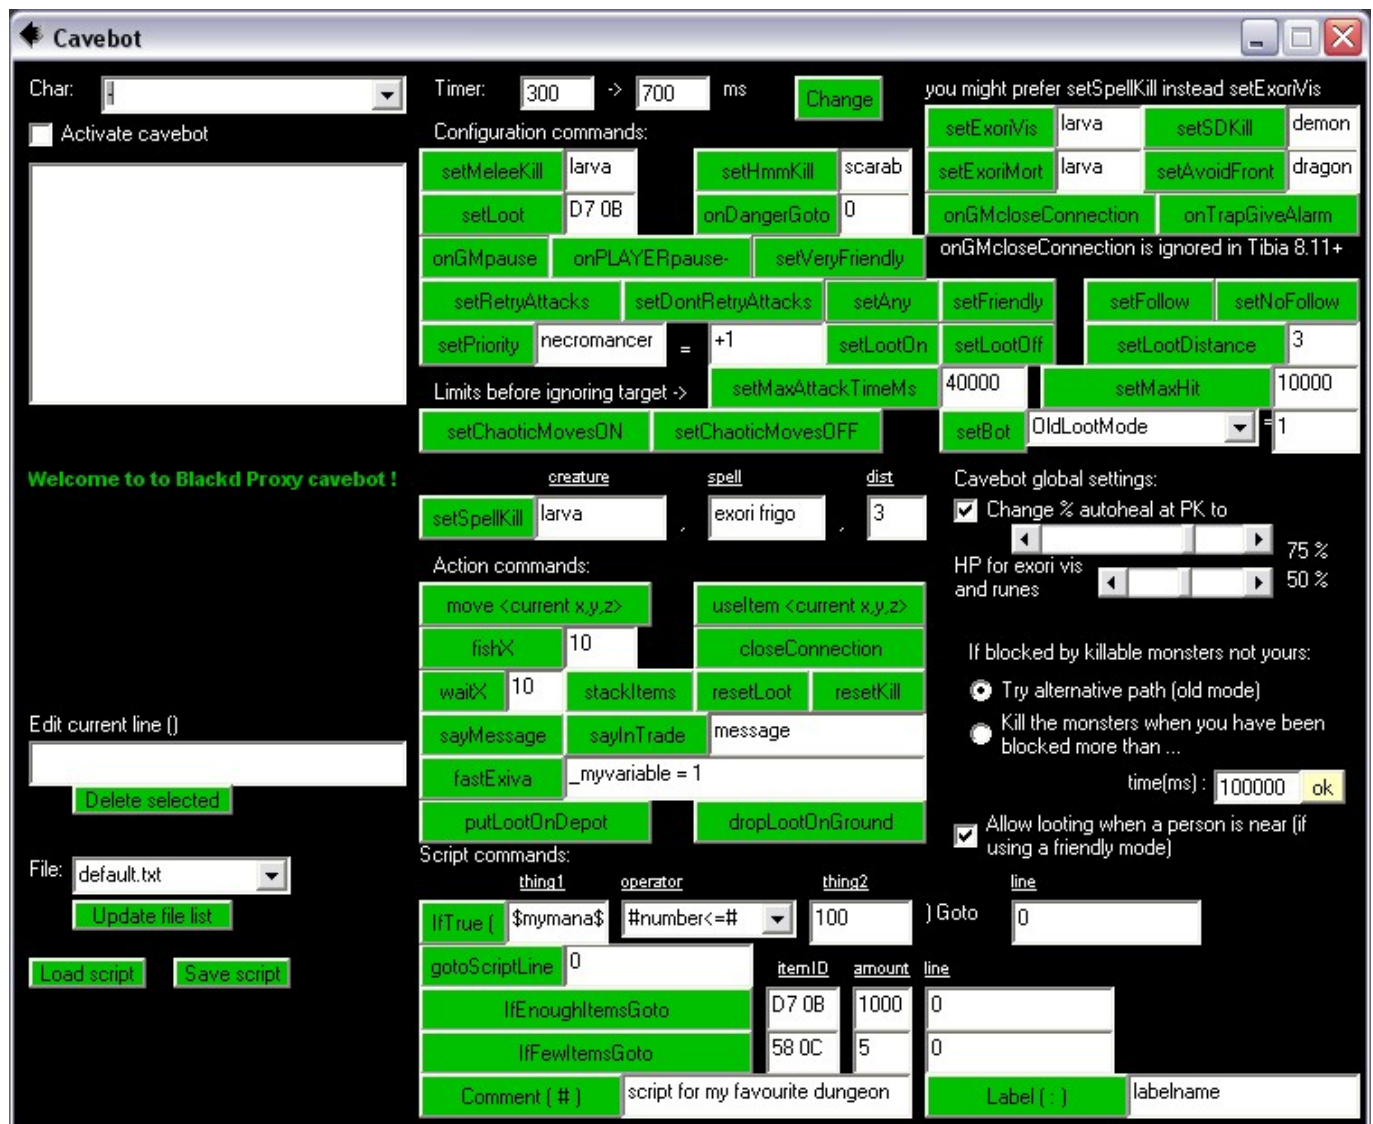 Cavebot
Char: -
Timer: 300 -> 700 ms Change
you might prefer setSpellKill instead setExoriVis
Activate cavebot
Configuration commands:
setExoriVis larva setSDKill demon
setMeleeKill larva setHmmKill scarab
setExoriMort larva setAvoidFront dragon
setLoot D7 0B onDangerGoto 0
onGMcloseConnection onTrapGiveAlarm
onGMpause onPLAYERpause- setVeryFriendly
onGMcloseConnection is ignored in Tibia 8.11+
setRetryAttacks setDontRetryAttacks setAny setFriendly setFollow setNoFollow
setPriority necromancer = +1 setLootOn setLootOff setLootDistance 3
Limits before ignoring target -> setMaxAttackTimeMs 40000 setMaxHit 10000
setChaoticMovesON setChaoticMovesOFF setBot OldLootMode = 1
Welcome to to Blackd Proxy cavebot !
creature spell dist
setSpellKill larva , exori frigo , 3
Cavebot global settings:
Change % autoheal at PK to
75 %
HP for exori vis
and runes
50 %
Action commands:
move <current x,y,z> useItem <current x,y,z>
fishX 10 closeConnection
waitX 10 stackItems resetLoot resetKill
sayMessage sayInTrade message
fastExiva _myvariable = 1
putLootOnDepot dropLootOnGround
If blocked by killable monsters not yours:
Try alternative path (old mode)
Kill the monsters when you have been
blocked more than ...
time(ms) : 100000 ok
Allow looting when a person is near (if
using a friendly mode)
Edit current line ()
Delete selected
File: default.txt
Update file list
Load script Save script
Script commands:
thing1 operator thing2 line
IfTrue ( $mymana$ #number<=# 100 ) Goto 0
gotoScriptLine 0
itemID amount line
IfEnoughItemsGoto D7 0B 1000 0
IfFewItemsGoto 58 0C 5 0
Comment ( # ) script for my favourite dungeon Label ( : ) labelname